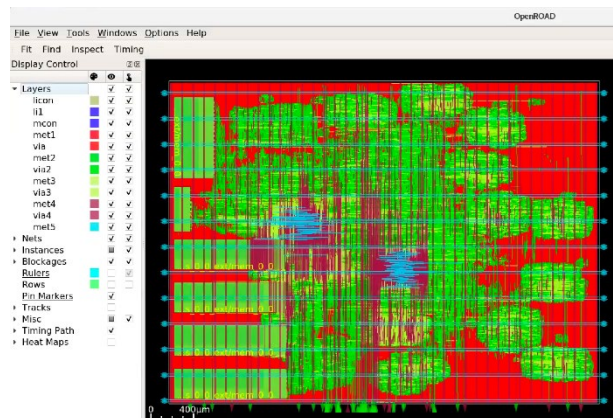 OpenROAD
File View Tools Windows Options Help
Fit Find Inspect Timing
Display Control
Layers
licon
li1
mcon
met1
via
met2
via2
met3
via3
met4
via4
met5
Nets
Instances
Blockages
Rulers
Rows
Pin Markers
Tracks
Misc
Timing Path
Heat Maps
0 400μm